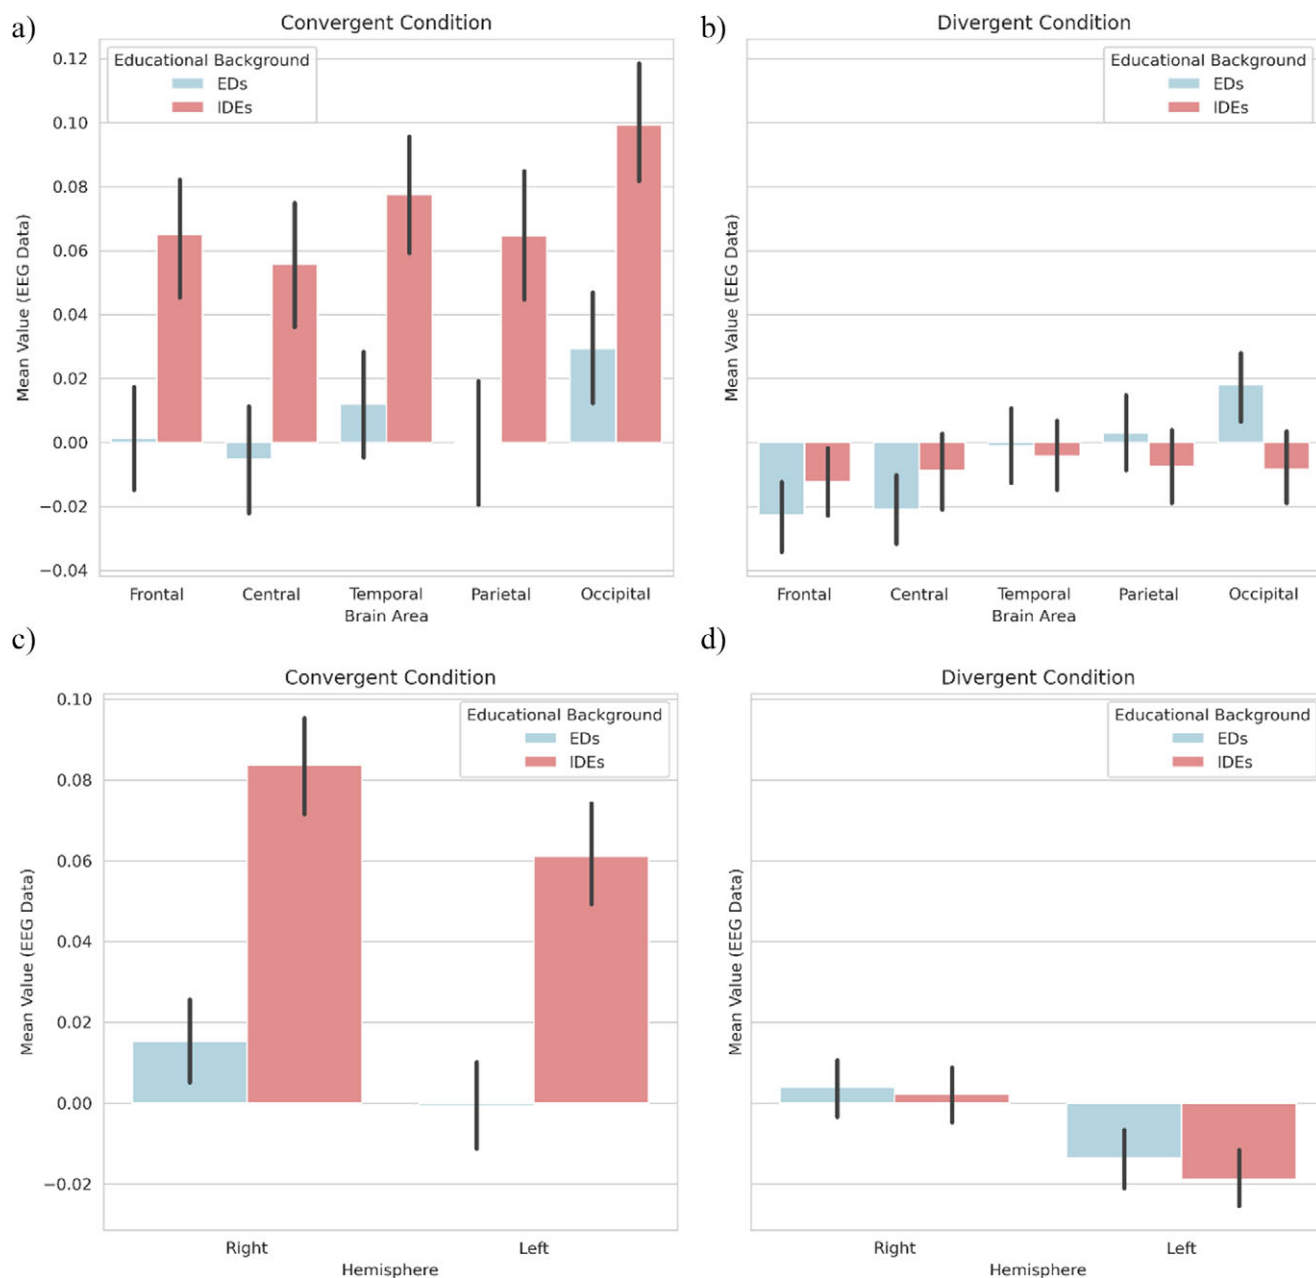 a)
Convergent Condition
Educational Background
EDs
IDEs
0.12
0.10
0.08
0.06
0.04
0.02
0.00
−0.02
−0.04
Mean Value (EEG Data)
Frontal Central Temporal Parietal Occipital
Brain Area
b)
Divergent Condition
Educational Background
EDs
IDEs
Mean Value (EEG Data)
Frontal Central Temporal Parietal Occipital
Brain Area
c)
Convergent Condition
Educational Background
EDs
IDEs
0.10
0.08
0.06
0.04
0.02
0.00
−0.02
Mean Value (EEG Data)
Right Left
Hemisphere
d)
Divergent Condition
Educational Background
EDs
IDEs
Mean Value (EEG Data)
Right Left
Hemisphere